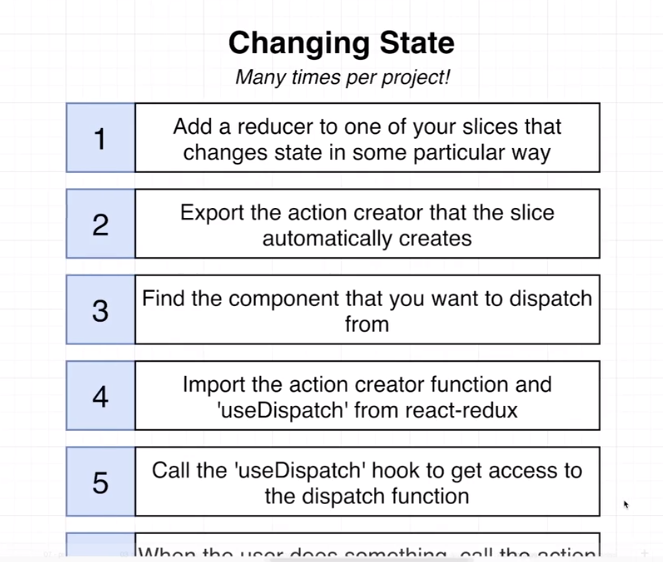 Changing State
Many times per project!
1
Add a reducer to one of your slices that
changes state in some particular way
2
Export the action creator that the slice
automatically creates
3
Find the component that you want to dispatch
from
4
Import the action creator function and
'useDispatch' from react-redux
5
Call the 'useDispatch' hook to get access to
the dispatch function
When the user does something, call the action